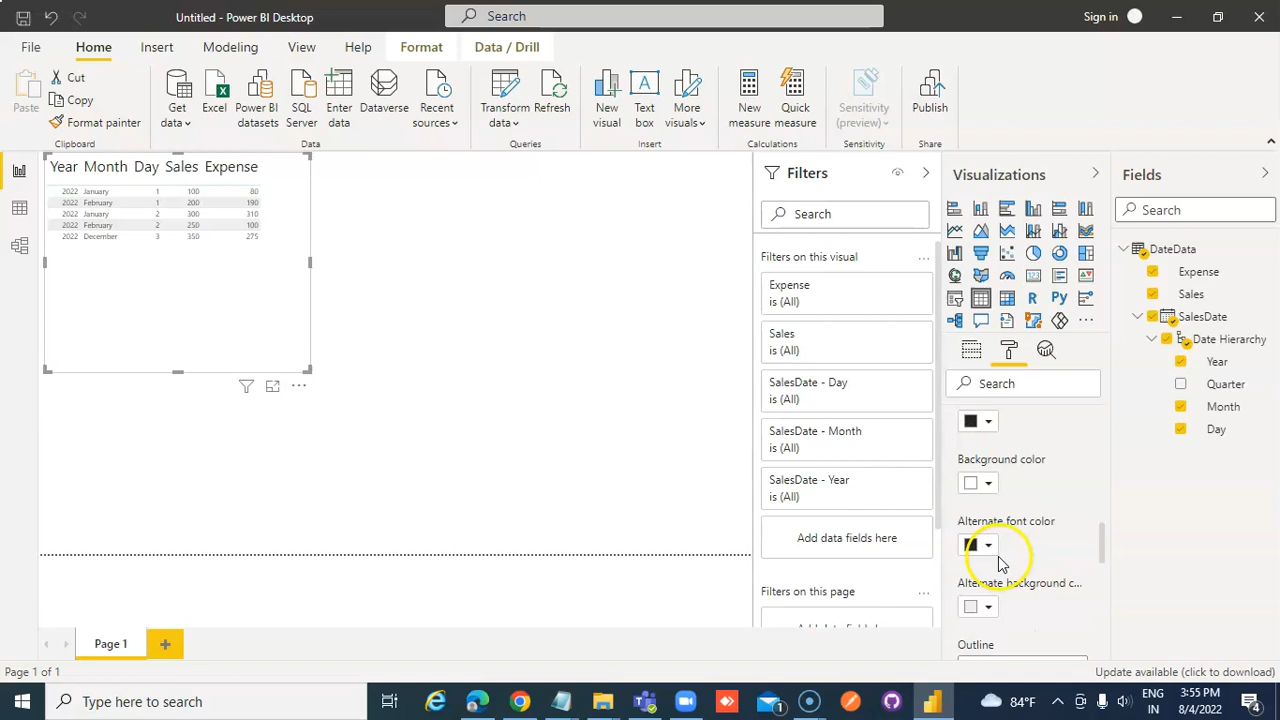 Untitled - Power BI Desktop
Search
Sign in
File
Home
Insert
Modeling
View
Help
Format
Data / Drill
Paste
Cut
Copy
Format painter
Clipboard
Get data
Excel
Power BI datasets
SQL Server
Enter data
Dataverse
Recent sources
Data
Transform data
Refresh
Queries
New visual
Text box
More visuals
Insert
New measure
Quick measure
Calculations
Sensitivity (preview)
Sensitivity
Publish
Share
Year Month Day Sales Expense
2022 January 1 100 80
2022 February 1 200 190
2022 January 2 300 310
2022 February 2 250 100
2022 December 3 350 275
Filters
Search
Filters on this visual
Expense
is (All)
Sales
is (All)
SalesDate - Day
is (All)
SalesDate - Month
is (All)
SalesDate - Year
is (All)
Add data fields here
Filters on this page
Visualizations
R
Py
123
Search
Background color
Alternate font color
Alternate background c...
Outline
Fields
Search
DateData
Expense
Sales
SalesDate
Date Hierarchy
Year
Quarter
Month
Day
Page 1
Page 1 of 1
Update available (click to download)
Type here to search
1
84°F
ENG
IN
3:55 PM
8/4/2022
4